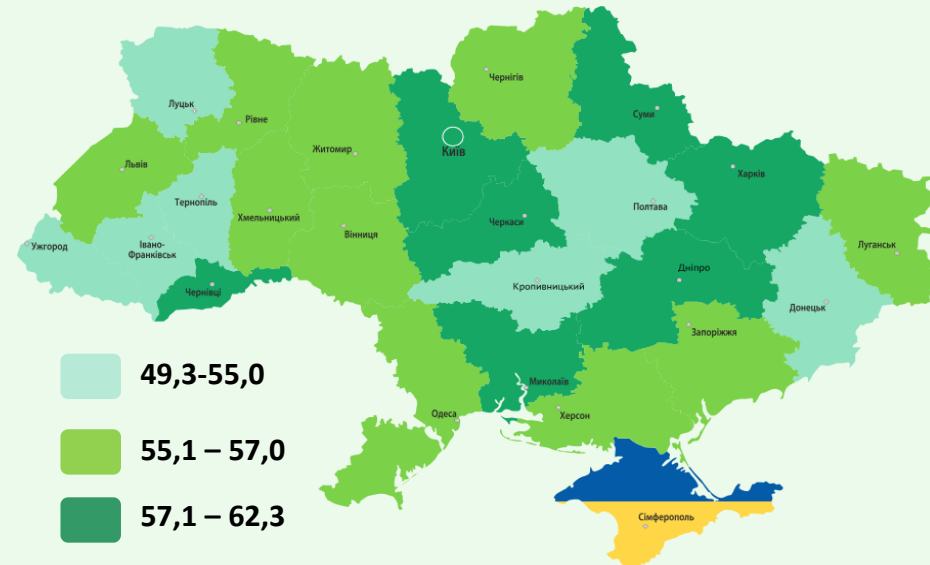 Чернігів
Луцьк
Суми
Рівне
Житомир
Київ
Львів
Харків
Тернопіль
Полтава
Хмельницький
Черкаси
Вінниця
Ужгород
Івано-
Франківськ
Луганськ
Дніпро
Кропивницький
Чернівці
Донецьк
Запоріжжя
49,3-55,0
Миколаїв
Одеса
Херсон
55,1 – 57,0
57,1 – 62,3
Сімферополь